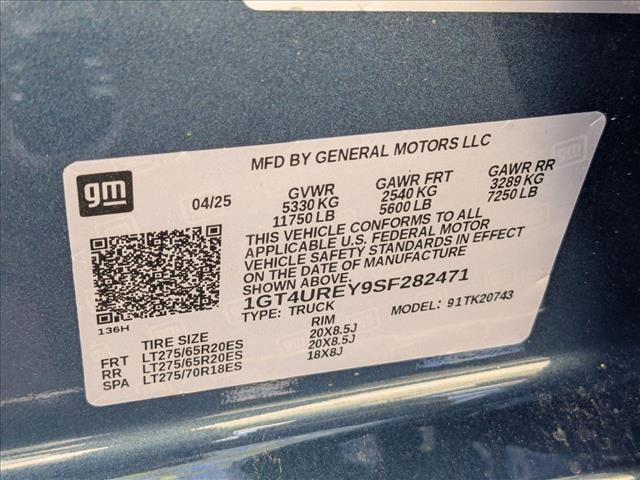 MFD BY GENERAL MOTORS LLC
gm
04/25
GVWR
5330 KG
11750 LB
GAWR FRT
2540 KG
5600 LB
GAWR RR
3289 KG
7250 LB
THIS VEHICLE CONFORMS TO ALL
APPLICABLE U.S. FEDERAL MOTOR
VEHICLE SAFETY STANDARDS IN EFFECT
ON THE DATE OF MANUFACTURE
SHOWN ABOVE.
1GT4UREY9SF282471
TYPE: TRUCK
MODEL: 91TK20743
136H
TIRE SIZE RIM
FRT LT275/65R20ES 20X8.5J
RR LT275/65R20ES 20X8.5J
SPA LT275/70R18ES 18X8J